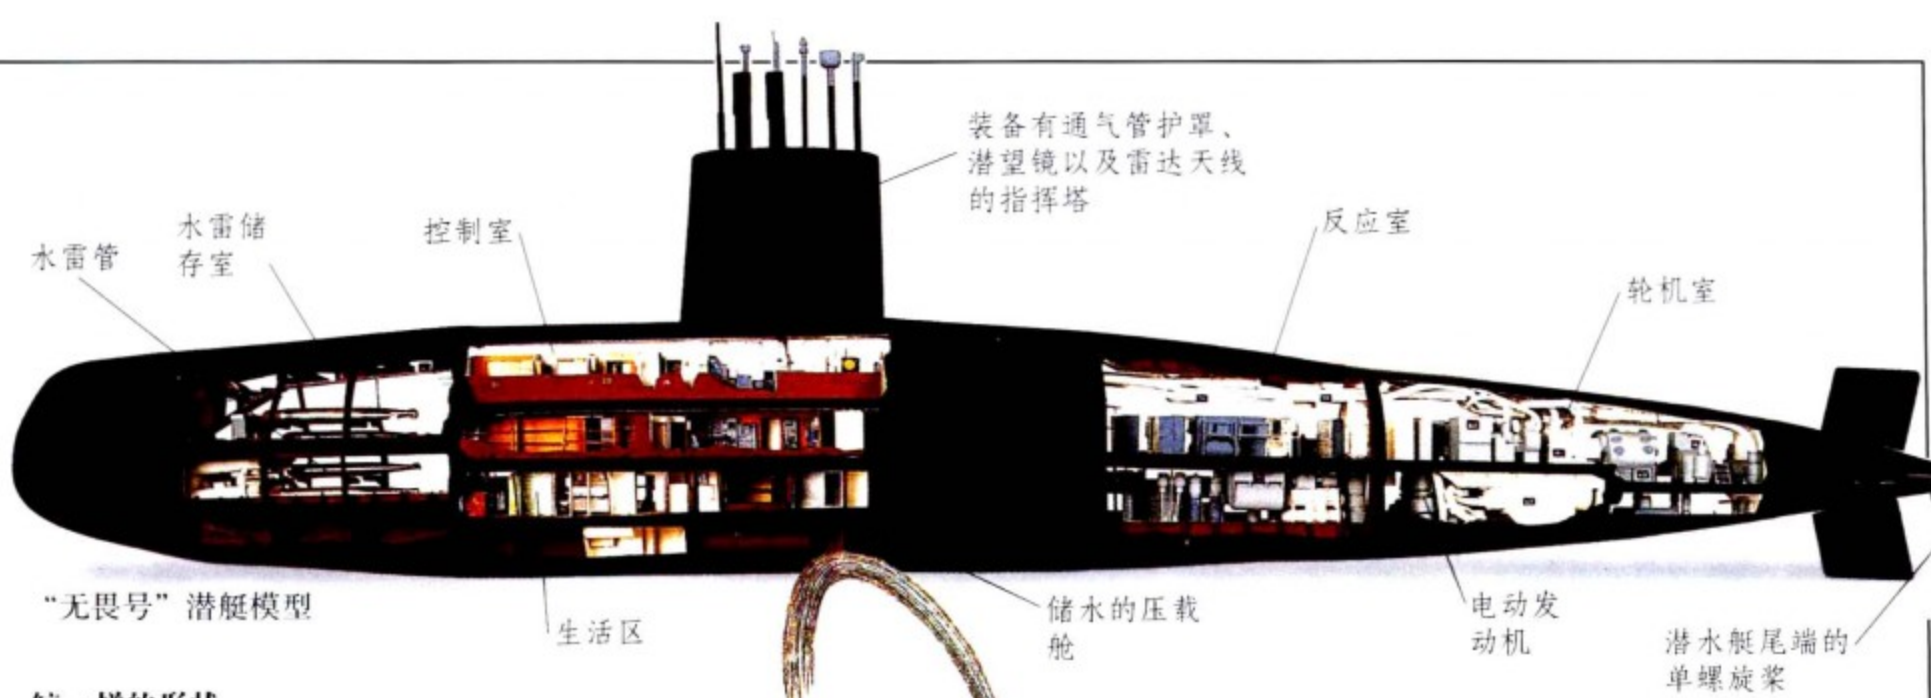 装备有通气管护罩、
潜望镜以及雷达天线
的指挥塔
水雷储
存室
控制室
反应室
水雷管
轮机室
“无畏号”潜艇模型
生活区
储水的压载
舱
电动发
动机
潜水艇尾端的
单螺旋桨